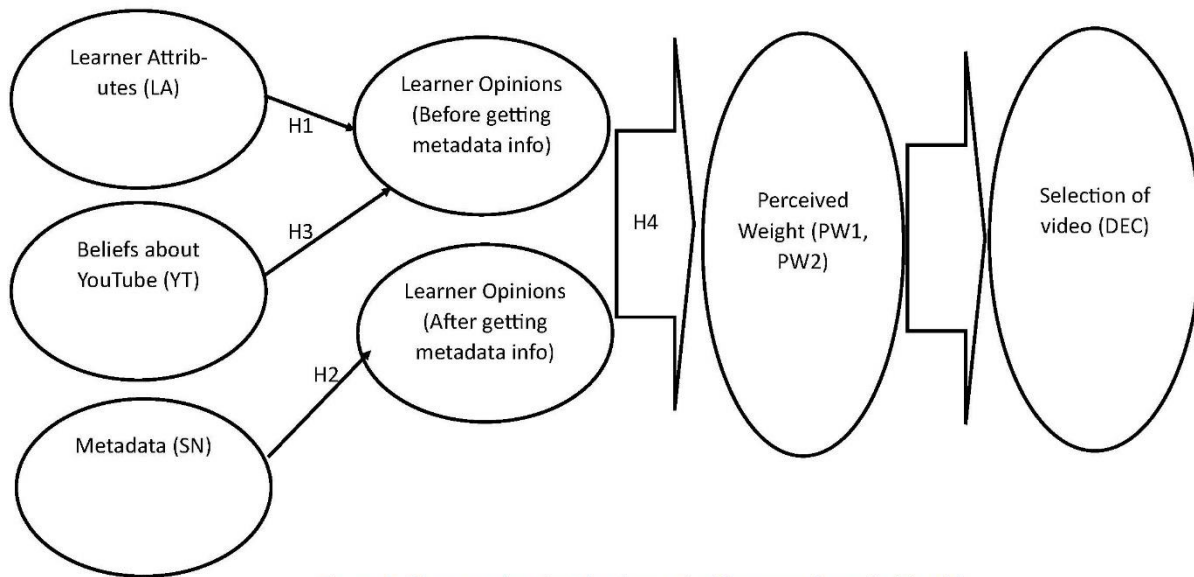 Learner Attrib-
utes (LA)
H1
Learner Opinions
(Before getting
metadata info)
Beliefs about
YouTube (YT)
H3
Learner Opinions
(After getting
metadata info)
H2
Metadata (SN)
H4
Perceived
Weight (PW1,
PW2)
Selection of
video (DEC)